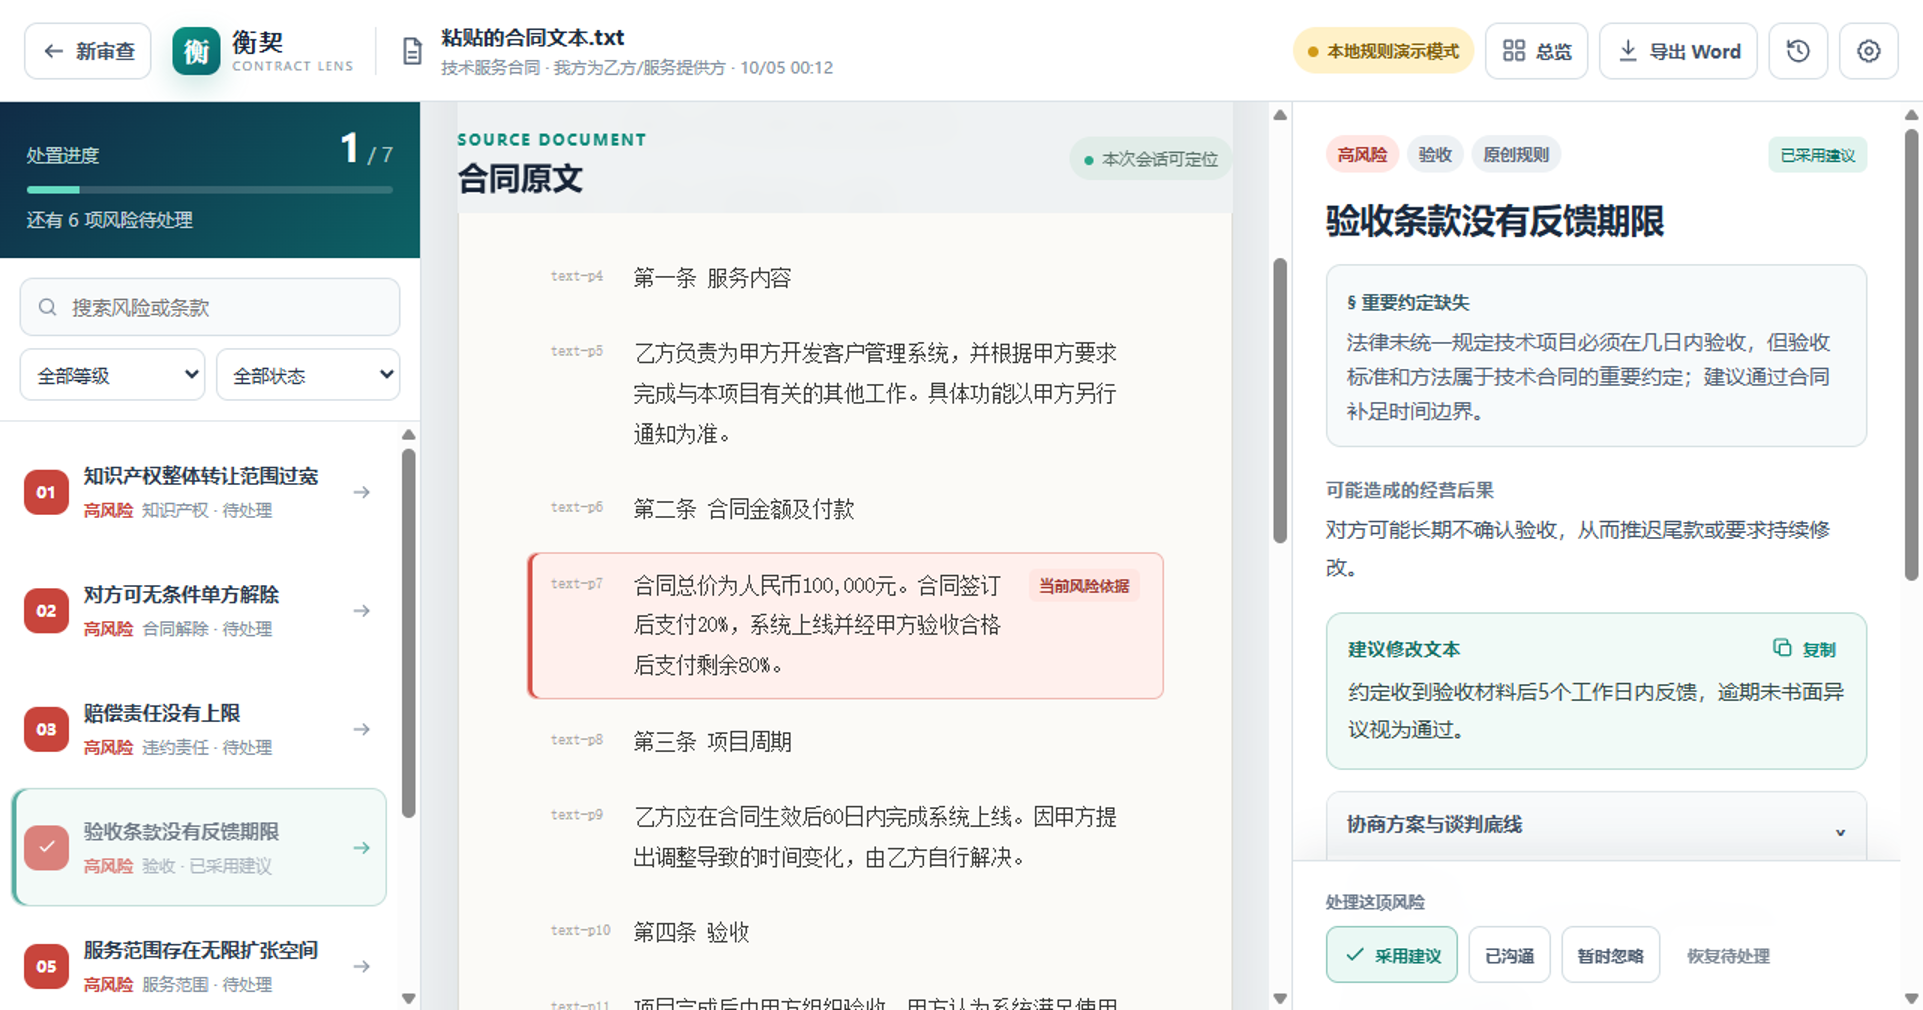 新审查
衡
衡契
CONTRACT LENS
粘贴的合同文本.txt
技术服务合同 · 我方为乙方/服务提供方 · 10/05 00:12
本地规则演示模式
总览
导出 Word
处置进度
1 / 7
还有 6 项风险待处理
搜索风险或条款
全部等级
全部状态
01
知识产权整体转让范围过宽
高风险 知识产权 · 待处理
02
对方可无条件单方解除
高风险 合同解除 · 待处理
03
赔偿责任没有上限
高风险 违约责任 · 待处理
验收条款没有反馈期限
高风险 验收 · 已采用建议
05
服务范围存在无限扩张空间
高风险 服务范围 · 待处理
SOURCE DOCUMENT
合同原文
本次会话可定位
text-p4 第一条 服务内容
text-p5 乙方负责为甲方开发客户管理系统，并根据甲方要求
完成与本项目有关的其他工作。具体功能以甲方另行
通知为准。
text-p6 第二条 合同金额及付款
text-p7 合同总价为人民币100,000元。合同签订
后支付20%，系统上线并经甲方验收合格
后支付剩余80%。
当前风险依据
text-p8 第三条 项目周期
text-p9 乙方应在合同生效后60日内完成系统上线。因甲方提
出调整导致的时间变化，由乙方自行解决。
text-p10 第四条 验收
text-p11 项目完成后由甲方组织验收，甲方认为系统满足使用
高风险 验收 原创规则
已采用建议
验收条款没有反馈期限
§ 重要约定缺失
法律未统一规定技术项目必须在几日内验收，但验收
标准和方法属于技术合同的重要约定；建议通过合同
补足时间边界。
可能造成的经营后果
对方可能长期不确认验收，从而推迟尾款或要求持续修
改。
建议修改文本
复制
约定收到验收材料后5个工作日内反馈，逾期未书面异
议视为通过。
协商方案与谈判底线
处理这项风险
采用建议
已沟通
暂时忽略
恢复待处理